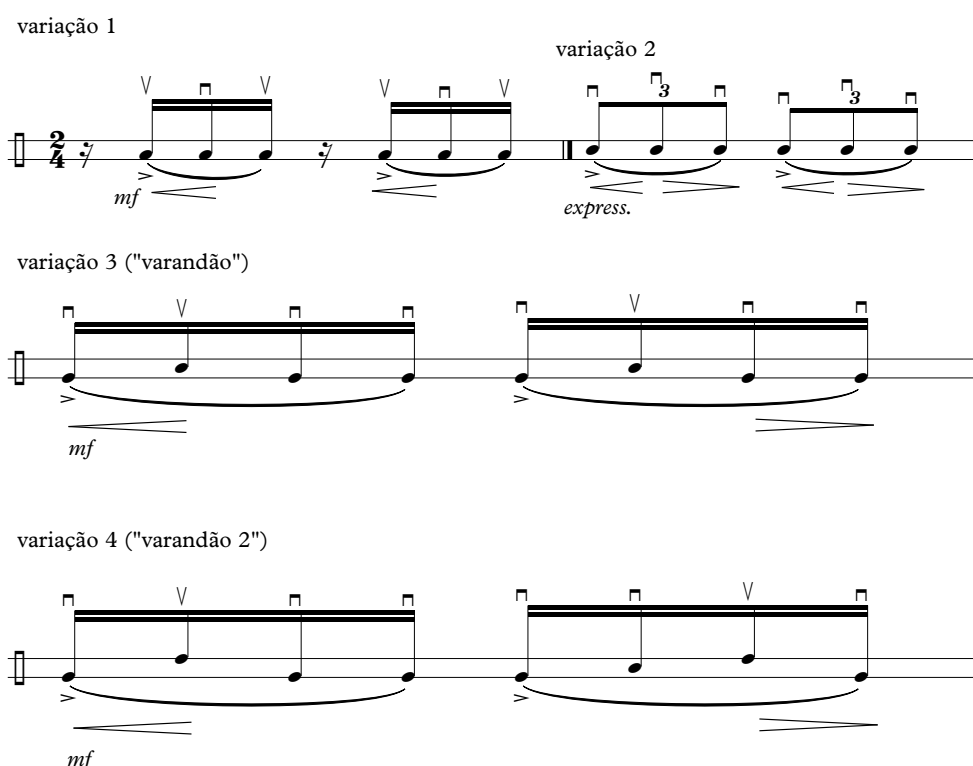 variação 1
variação 2
3 3
2
4
mf
express.
variação 3 ("varandão")
mf
variação 4 ("varandão 2")
mf